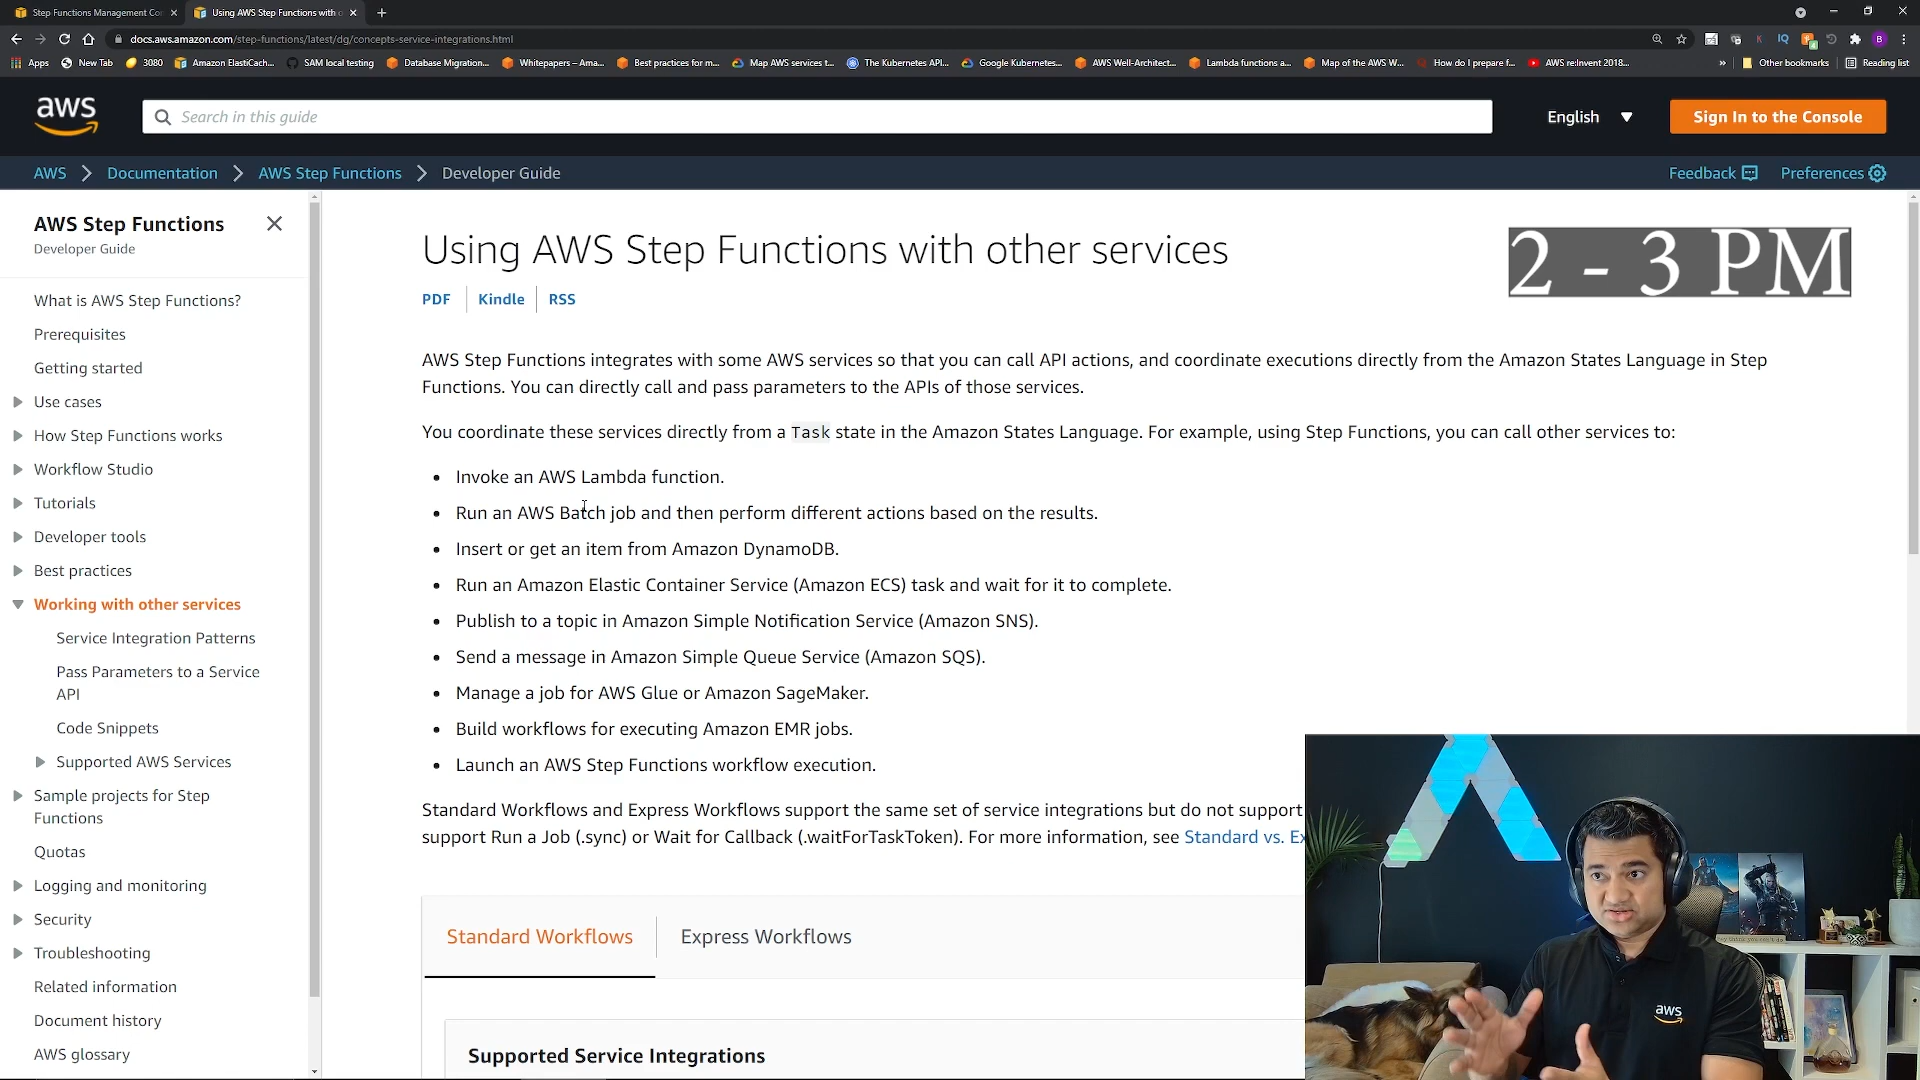 Step Functions Management Co
Using AWS Step Functions with o
docs.aws.amazon.com/step-functions/latest/dg/concepts-service-integrations.html
Apps
New Tab
3080
Amazon ElastiCach...
SAM local testing
Database Migration...
Whitepapers – Ama...
Best practices for m...
Map AWS services t...
The Kubernetes API...
Google Kubernetes...
AWS Well-Architect...
Lambda functions a...
Map of the AWS W...
How do I prepare f...
AWS re:Invent 2018...
»
Other bookmarks
Reading list
aws
Search in this guide
English
Sign In to the Console
AWS
Documentation
AWS Step Functions
Developer Guide
Feedback
Preferences
AWS Step Functions
Developer Guide
What is AWS Step Functions?
Prerequisites
Getting started
Use cases
How Step Functions works
Workflow Studio
Tutorials
Developer tools
Best practices
Working with other services
Service Integration Patterns
Pass Parameters to a Service
API
Code Snippets
Supported AWS Services
Sample projects for Step
Functions
Quotas
Logging and monitoring
Security
Troubleshooting
Related information
Document history
AWS glossary
Using AWS Step Functions with other services
2 - 3 PM
PDF
Kindle
RSS
AWS Step Functions integrates with some AWS services so that you can call API actions, and coordinate executions directly from the Amazon States Language in Step
Functions. You can directly call and pass parameters to the APIs of those services.
You coordinate these services directly from a Task state in the Amazon States Language. For example, using Step Functions, you can call other services to:
• Invoke an AWS Lambda function.
• Run an AWS Batch job and then perform different actions based on the results.
• Insert or get an item from Amazon DynamoDB.
• Run an Amazon Elastic Container Service (Amazon ECS) task and wait for it to complete.
• Publish to a topic in Amazon Simple Notification Service (Amazon SNS).
• Send a message in Amazon Simple Queue Service (Amazon SQS).
• Manage a job for AWS Glue or Amazon SageMaker.
• Build workflows for executing Amazon EMR jobs.
• Launch an AWS Step Functions workflow execution.
Standard Workflows and Express Workflows support the same set of service integrations but do not support
support Run a Job (.sync) or Wait for Callback (.waitForTaskToken). For more information, see Standard vs. Ex
Standard Workflows
Express Workflows
Supported Service Integrations
aws